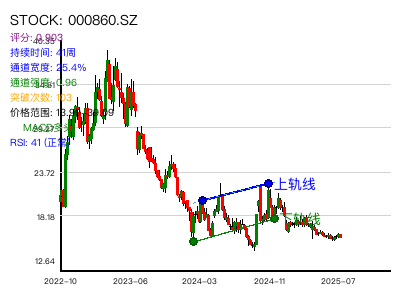 STOCK: 000860.SZ
评分: 0.903
持续时间: 41周
通道宽度: 25.4%
通道强度: 0.96
突破次数: 103
价格范围:
MACD
RSI: 41 (正常)
上轨线
下轨线
23.72
18.18
12.64
2022-10
2023-06
2024-03
2024-11
2025-07